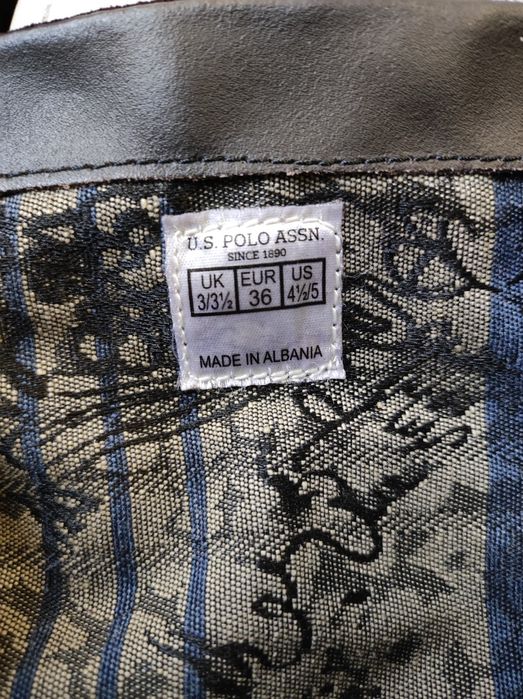 U.S. POLO ASSN.
SINCE 1890
UK EUR US
3/3½ 36 4½/5
MADE IN ALBANIA